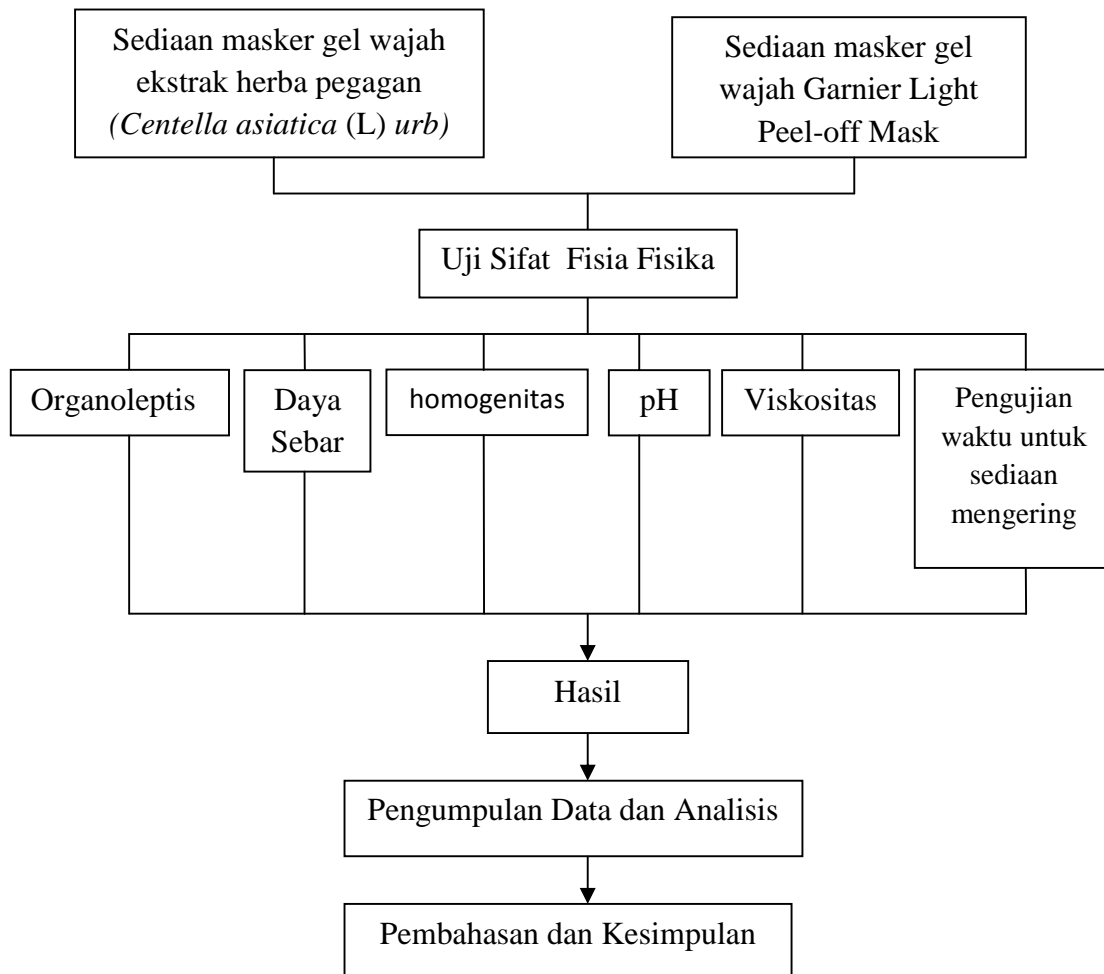 Sediaan masker gel wajah
ekstrak herba pegagan
(Centella asiatica (L) urb)
Sediaan masker gel
wajah Garnier Light
Peel-off Mask
Uji Sifat Fisia Fisika
Organoleptis
Daya
Sebar
homogenitas
pH
Viskositas
Pengujian
waktu untuk
sediaan
mengering
Hasil
Pengumpulan Data dan Analisis
Pembahasan dan Kesimpulan